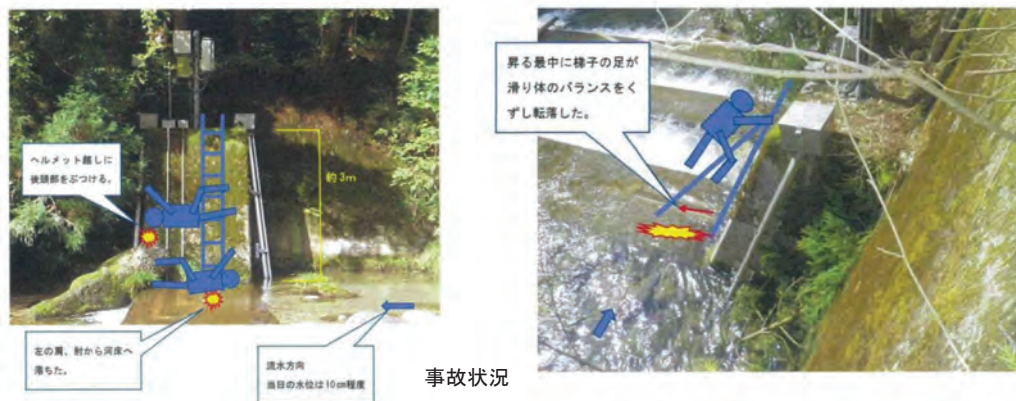 ヘルメット越しに
後頭部をぶつける。
約3m
左の肩、肘から河床へ
落ちた。
流水方向
当日の水位は10㎝程度
昇る最中に梯子の足が
滑り体のバランスをく
ずし転落した。
事故状況